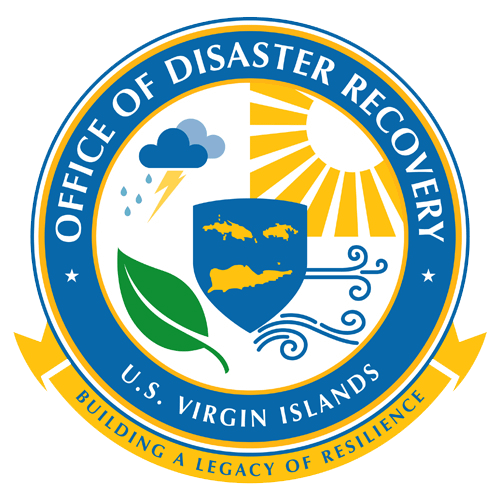 OFFICE OF DISASTER RECOVERY
U.S. VIRGIN ISLANDS
BUILDING A LEGACY OF RESILIENCE